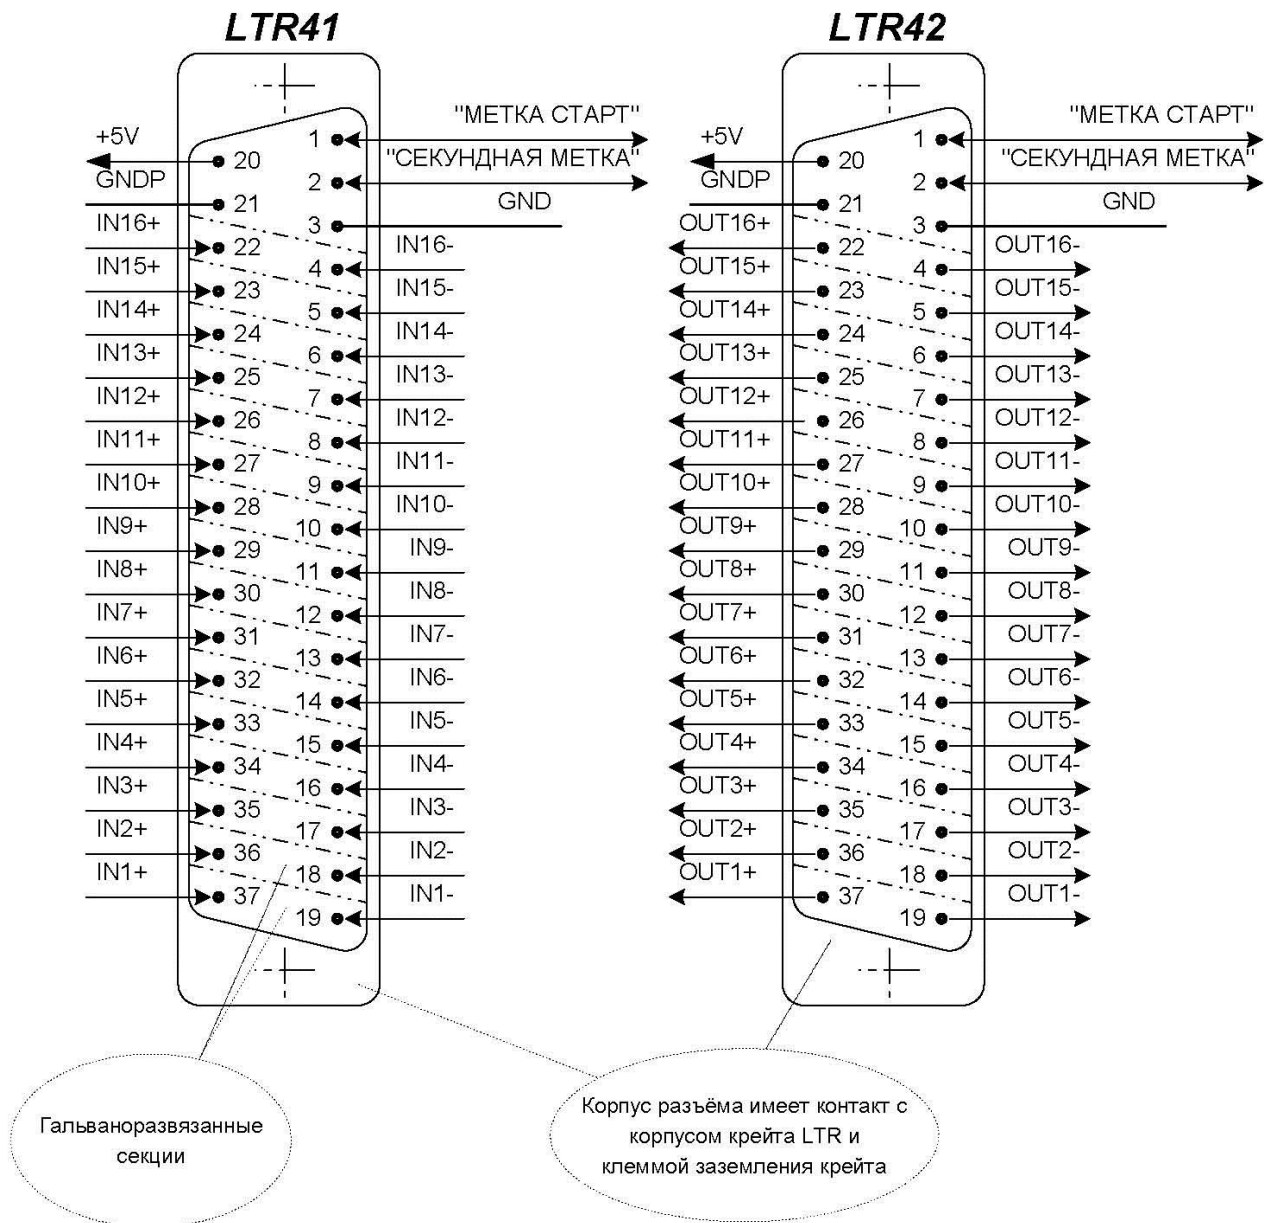 LTR41
LTR42
"МЕТКА СТАРТ"
1
+5V
20
"СЕКУНДНАЯ МЕТКА"
2
GNDP
21
GND
3
IN16+
22
IN16-
4
IN15+
23
IN15-
5
IN14+
24
IN14-
6
IN13+
25
IN13-
7
IN12+
26
IN12-
8
IN11+
27
IN11-
9
IN10+
28
IN10-
10
IN9+
29
IN9-
11
IN8+
30
IN8-
12
IN7+
31
IN7-
13
IN6+
32
IN6-
14
IN5+
33
IN5-
15
IN4+
34
IN4-
16
IN3+
35
IN3-
17
IN2+
36
IN2-
18
IN1+
37
IN1-
19
"МЕТКА СТАРТ"
1
+5V
20
"СЕКУНДНАЯ МЕТКА"
2
GNDP
21
GND
3
OUT16+
22
OUT16-
4
OUT15+
23
OUT15-
5
OUT14+
24
OUT14-
6
OUT13+
25
OUT13-
7
OUT12+
26
OUT12-
8
OUT11+
27
OUT11-
9
OUT10+
28
OUT10-
10
OUT9+
29
OUT9-
11
OUT8+
30
OUT8-
12
OUT7+
31
OUT7-
13
OUT6+
32
OUT6-
14
OUT5+
33
OUT5-
15
OUT4+
34
OUT4-
16
OUT3+
35
OUT3-
17
OUT2+
36
OUT2-
18
OUT1+
37
OUT1-
19
Гальваноразвязанные
секции
Корпус разъёма имеет контакт с
корпусом крейта LTR и
клеммой заземления крейта